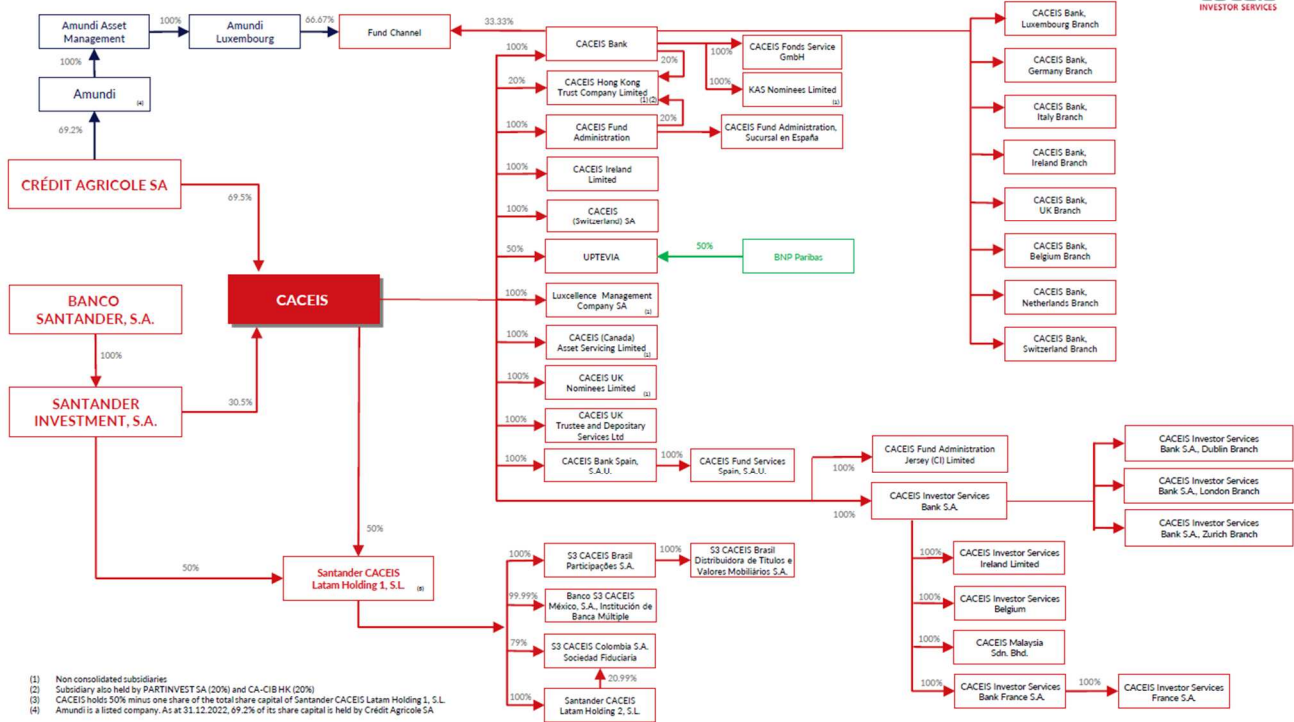 INVESTOR SERVICES
Amundi Asset
Management
100%
Amundi
Luxembourg
66.67%
Fund Channel
33.33%
100%
Amundi
(4)
69.2%
CRÉDIT AGRICOLE SA
69.5%
BANCO
SANTANDER, S.A.
100%
SANTANDER
INVESTMENT, S.A.
30.5%
CACEIS
50%
50%
Santander CACEIS
Latam Holding 1, S.L.
100%
CACEIS Bank
100%
CACEIS Fonds Service
GmbH
20%
100%
KAS Nominees Limited
(1)
20%
CACEIS Hong Kong
Trust Company Limited
(1) (2)
20%
100%
CACEIS Fund
Administration
CACEIS Fund Administration,
Sucursal en España
100%
CACEIS Ireland
Limited
100%
CACEIS
(Switzerland) SA
50%
UPTEVIA
50%
BNP Paribas
100%
Luxcellence Management
Company SA
(1)
100%
CACEIS (Canada)
Asset Servicing Limited
(1)
100%
CACEIS UK
Nominees Limited
(1)
100%
CACEIS UK
Trustee and Depositary
Services Ltd
100%
CACEIS Bank Spain,
S.A.U.
100%
CACEIS Fund Services
Spain, S.A.U.
100%
CACEIS Fund Administration
Jersey (CI) Limited
100%
CACEIS Investor Services
Bank S.A.
CACEIS Bank,
Luxembourg Branch
CACEIS Bank,
Germany Branch
CACEIS Bank,
Italy Branch
CACEIS Bank,
Ireland Branch
CACEIS Bank,
UK Branch
CACEIS Bank,
Belgium Branch
CACEIS Bank,
Netherlands Branch
CACEIS Bank,
Switzerland Branch
CACEIS Investor Services
Bank S.A., Dublin Branch
CACEIS Investor Services
Bank S.A., London Branch
CACEIS Investor Services
Bank S.A., Zurich Branch
100%
CACEIS Investor Services
Ireland Limited
100%
CACEIS Investor Services
Belgium
100%
CACEIS Malaysia
Sdn. Bhd.
100%
CACEIS Investor Services
Bank France S.A.
100%
CACEIS Investor Services
France S.A.
100%
S3 CACEIS Brasil
Participações S.A.
100%
S3 CACEIS Brasil
Distribuidora de Títulos e
Valores Mobiliários S.A.
99.99%
Banco S3 CACEIS
México, S.A., Institución de
Banca Múltiple
79%
S3 CACEIS Colombia S.A.
Sociedad Fiduciaria
20.99%
100%
Santander CACEIS
Latam Holding 2, S.L.
(1) Non consolidated subsidiaries
(2) Subsidiary also held by PARTINVEST SA (20%) and CA-CIB HK (20%)
(3) CACEIS holds 50% minus one share of the total share capital of Santander CACEIS Latam Holding 1, S.L.
(4) Amundi is a listed company. As at 31.12.2022, 69.2% of its share capital is held by Crédit Agricole SA